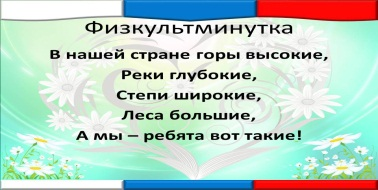 Физкультминутка
В нашей стране горы высокие,
Реки глубокие,
Степи широкие,
Леса большие,
А мы – ребята вот такие!